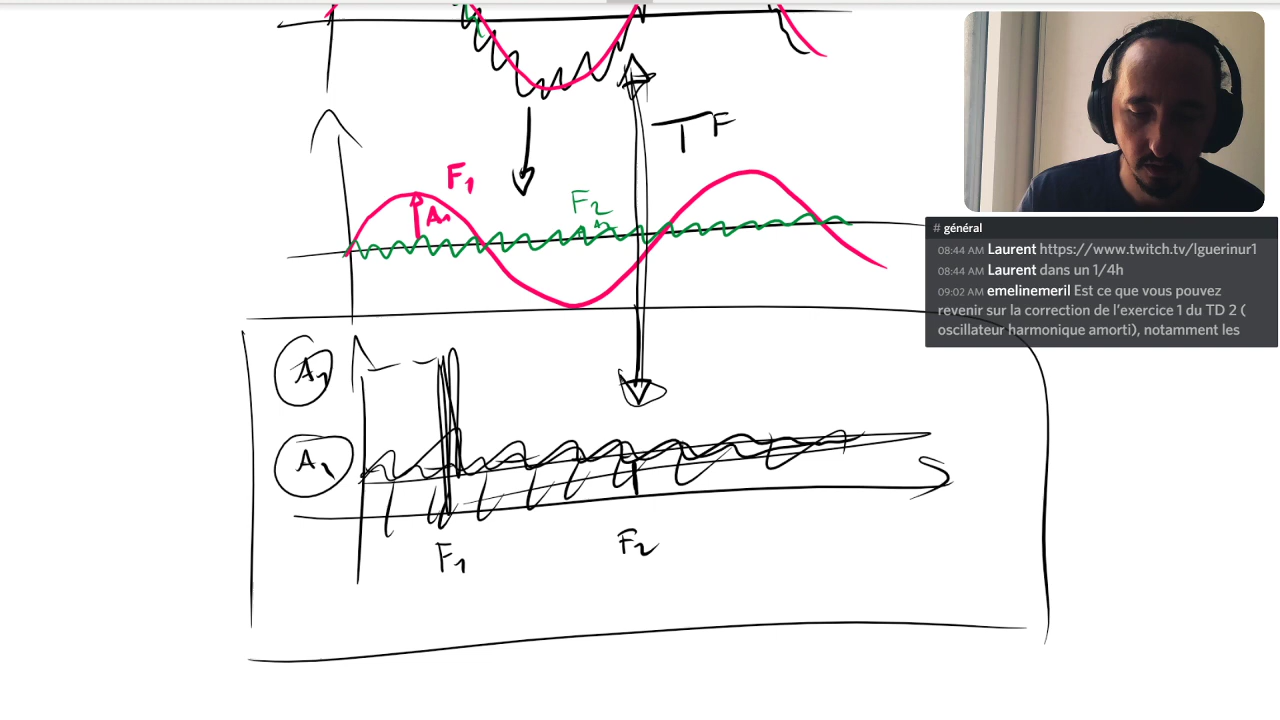 TF
F1
A1
F2
A2
# général
08:44 AM Laurent https://www.twitch.tv/lguerinur1
08:44 AM Laurent dans un 1/4h
09:02 AM emelinemeril Est ce que vous pouvez
revenir sur la correction de l'exercice 1 du TD 2 (
oscillateur harmonique amorti), notamment les
F1
F2